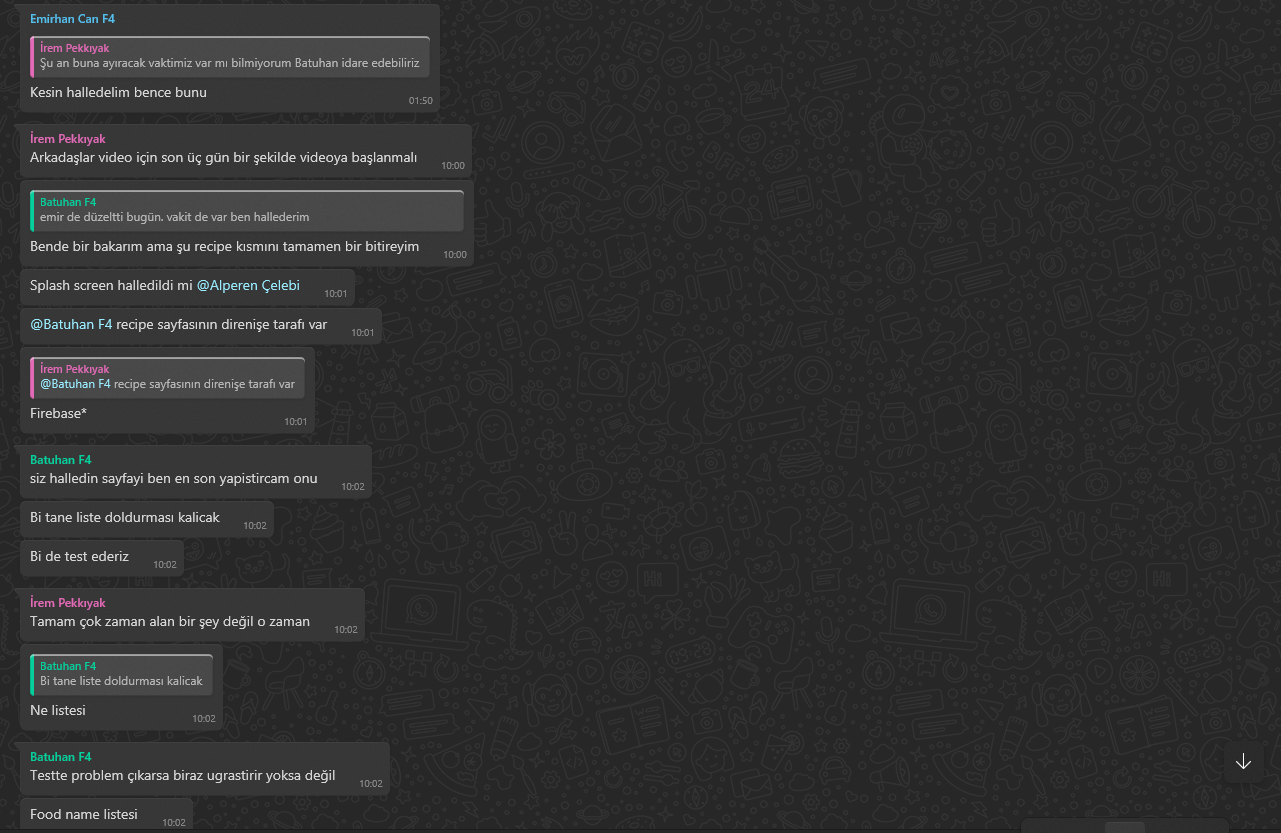 Emirhan Can F4
İrem Pekkıyak
Şu an buna ayıracak vaktimiz var mı bilmiyorum Batuhan idare edebiliriz
Kesin halledelim bence bunu
01:50
İrem Pekkıyak
Arkadaşlar video için son üç gün bir şekilde videoya başlanmalı
10:00
Batuhan F4
emir de düzeltti bugün. vakit de var ben hallederim
Bende bir bakarım ama şu recipe kısmını tamamen bir bitireyim
10:00
Splash screen halledildi mi @Alperen Çelebi
10:01
@Batuhan F4 recipe sayfasının direnişe tarafı var
10:01
İrem Pekkıyak
@Batuhan F4 recipe sayfasının direnişe tarafı var
Firebase*
10:01
Batuhan F4
siz halledin sayfayi ben en son yapistircam onu
10:02
Bi tane liste doldurması kalicak
10:02
Bi de test ederiz
10:02
İrem Pekkıyak
Tamam çok zaman alan bir şey değil o zaman
10:02
Batuhan F4
Bi tane liste doldurması kalicak
Ne listesi
10:02
Batuhan F4
Testte problem çıkarsa biraz ugrastirir yoksa değil
10:02
Food name listesi
10:02